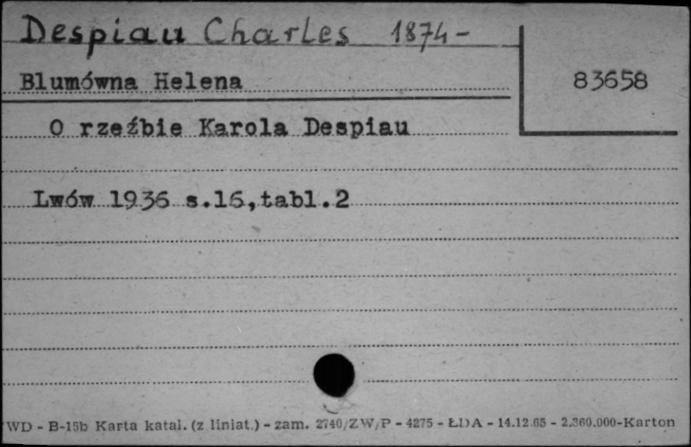 Despiau Charles 1874-
Blumówna Helena
83658
O rzeźbie Karola Despiau
Lwów 1936 s.16,tabl.2
WD - B-15b Karta katal. (z liniat.) - zam. 2740/ZW/P - 4275 - ŁDA - 14.12.65 - 2.360.000-Karton